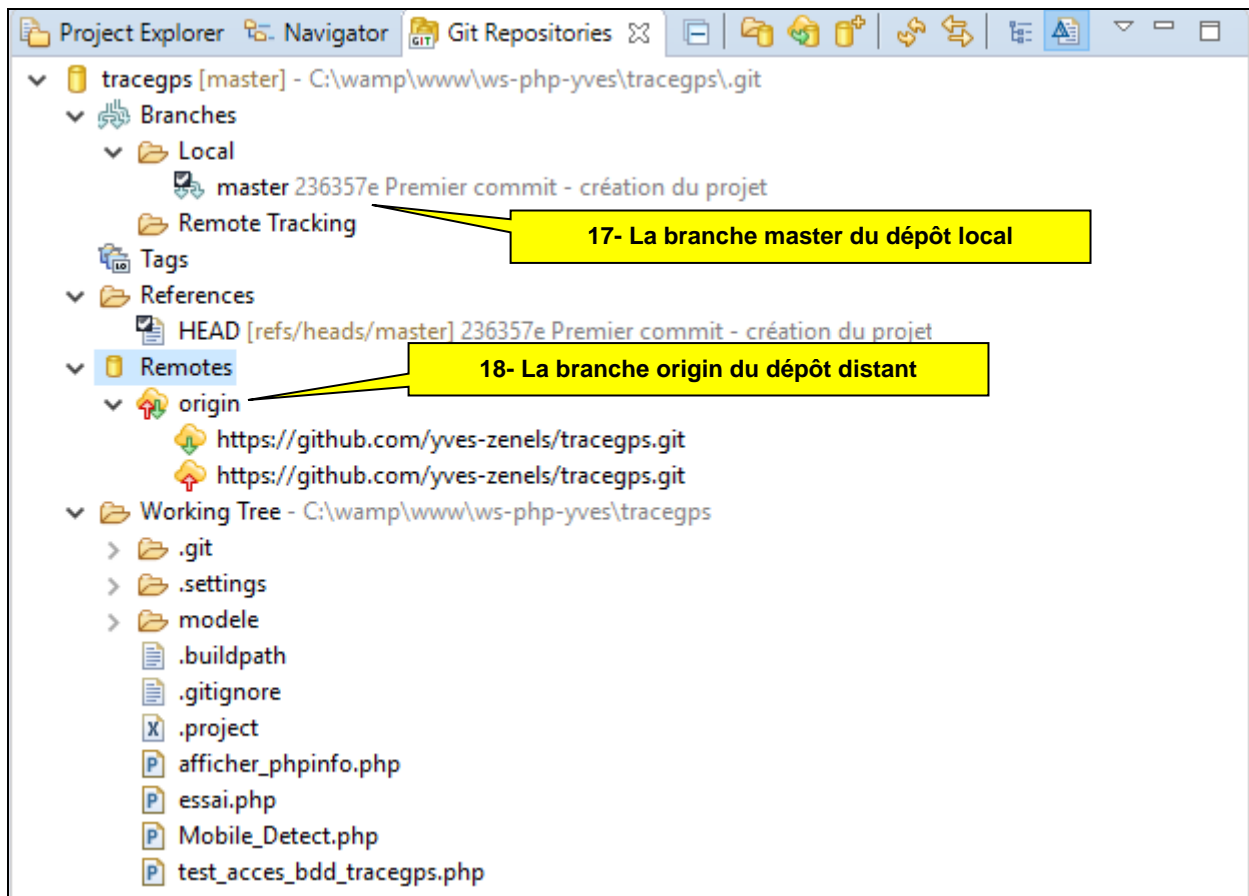 Project Explorer Navigator Git Repositories
tracegps [master] - C:\wamp\www\ws-php-yves\tracegps\.git
Branches
Local
master 236357e Premier commit - création du projet
Remote Tracking
17- La branche master du dépôt local
Tags
References
HEAD [refs/heads/master] 236357e Premier commit - création du projet
Remotes
18- La branche origin du dépôt distant
origin
https://github.com/yves-zenels/tracegps.git
https://github.com/yves-zenels/tracegps.git
Working Tree - C:\wamp\www\ws-php-yves\tracegps
.git
.settings
modele
.buildpath
.gitignore
.project
afficher_phpinfo.php
essai.php
Mobile_Detect.php
test_acces_bdd_tracegps.php